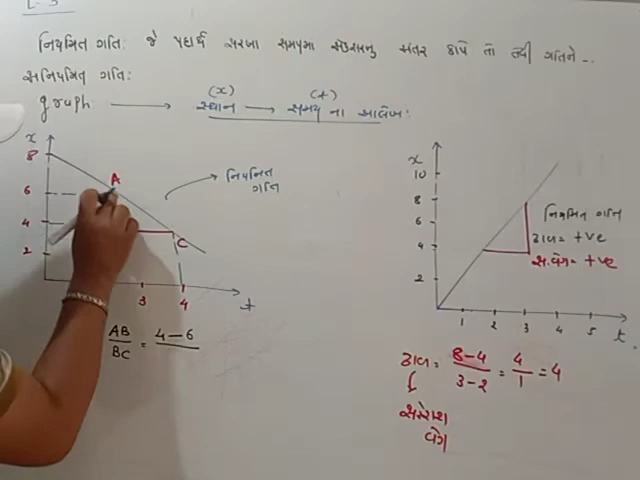 L-3
નિયમિત ગતિ: જે પદાર્થ સરખા સમયમાં એકસરખુ અંતર કાપે તો તેવી ગતિને -..
અનિયમિત ગતિ:
graph → સ્થાન (x) → સમય (t) ના આલેખ:
x
8
6
4
2
A
C
3
4
t
નિયમિત
ગતિ
AB/BC = 4-6
x
10
8
6
4
2
1 2 3 4 5
t
નિયમિત ગતિ
ઢાળ = +ve
સ.વેગ = +ve
ઢાળ = 8-4/3-2 = 4/1 = 4
સરેરાશ
વેગ